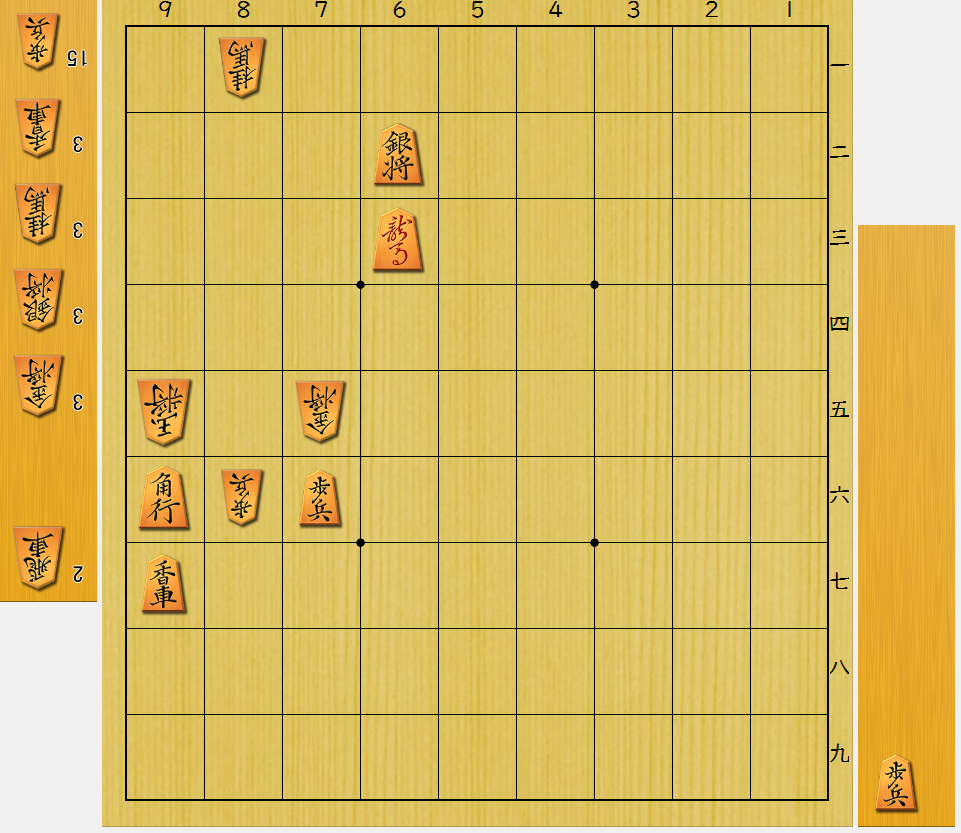 9 8 7 6 5 4 3 2 1
歩兵 15
香車 3
桂馬 3
銀将 3
金将 3
飛車 2
桂馬 一
銀将 二
龍馬 三
四
玉将 金将 五
角行 歩兵 歩兵 六
香車 七
八
九
歩兵